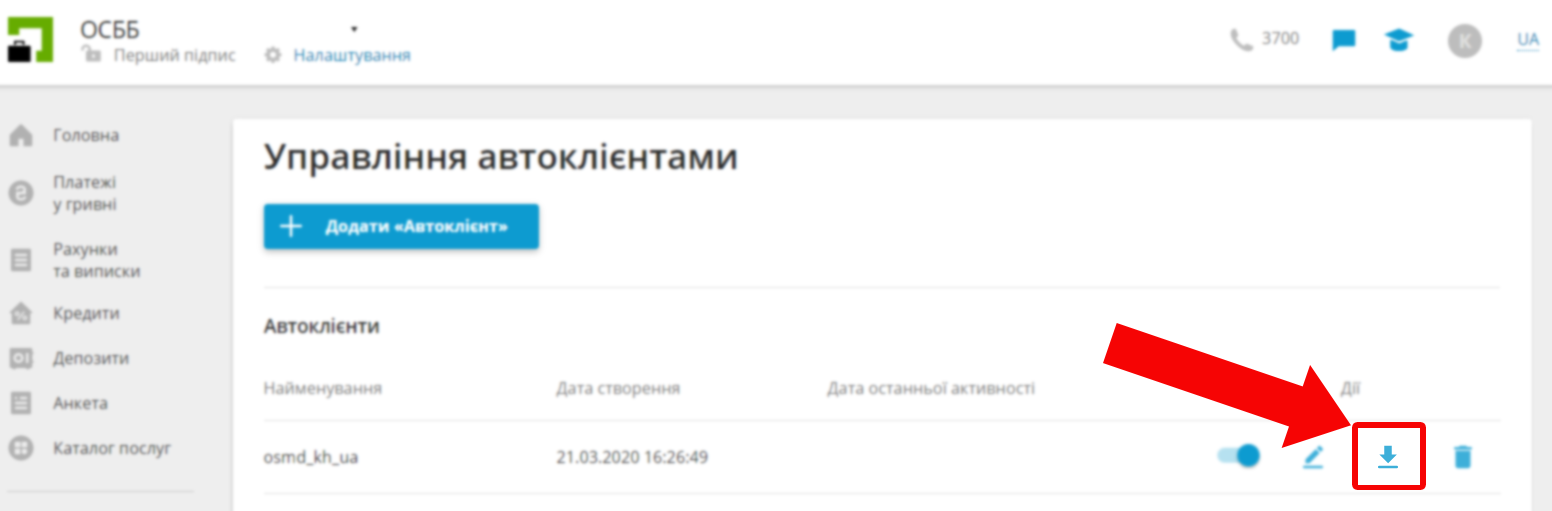 ОСББ
Перший підпис Налаштування
3700
К
UA
Головна
Платежі
у гривні
Рахунки
та виписки
Кредити
Депозити
Анкета
Каталог послуг
Управління автоклієнтами
Додати «Автоклієнт»
Автоклієнти
Найменування Дата створення Дата останньої активності Дії
osmd_kh_ua 21.03.2020 16:26:49